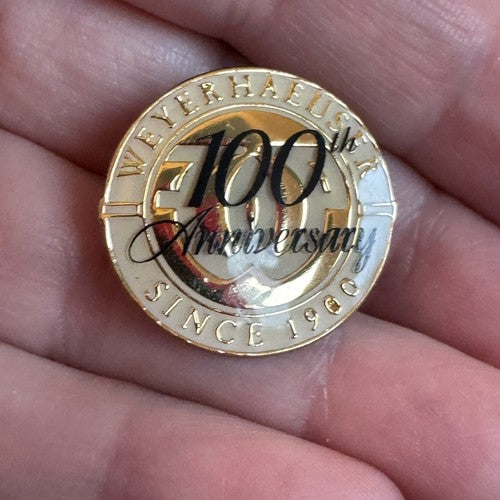 WEYERHAEUSER
100th
Anniversary
SINCE 1900